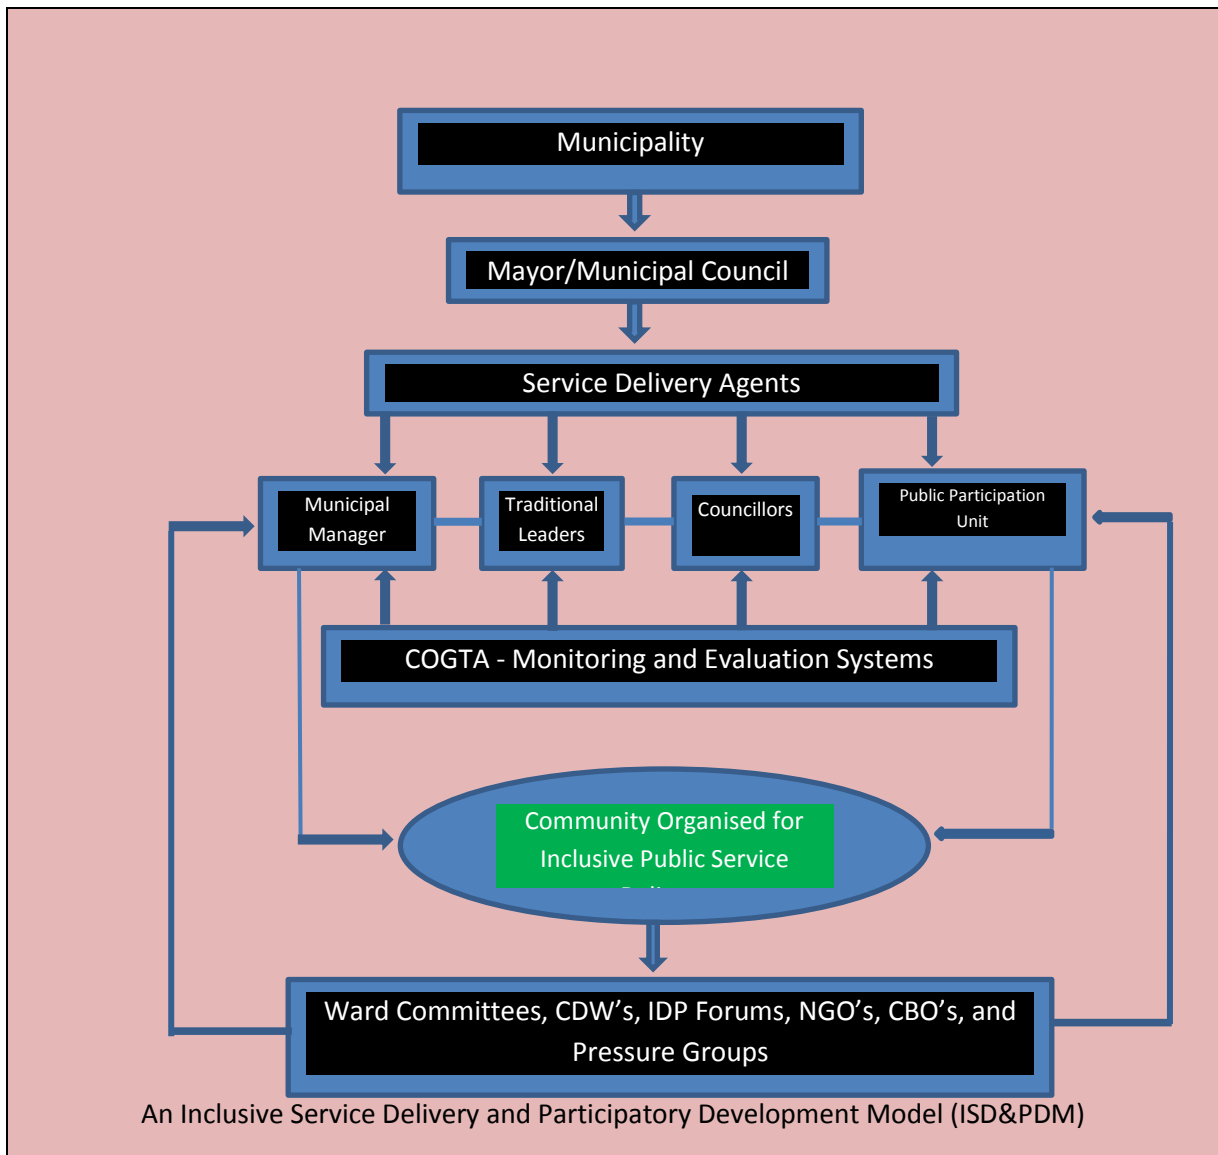 Municipality
Mayor/Municipal Council
Service Delivery Agents
Municipal
Manager
Traditional
Leaders
Councillors
Public Participation
Unit
COGTA - Monitoring and Evaluation Systems
Community Organised for
Inclusive Public Service
Ward Committees, CDW’s, IDP Forums, NGO’s, CBO’s, and
Pressure Groups
An Inclusive Service Delivery and Participatory Development Model (ISD&PDM)